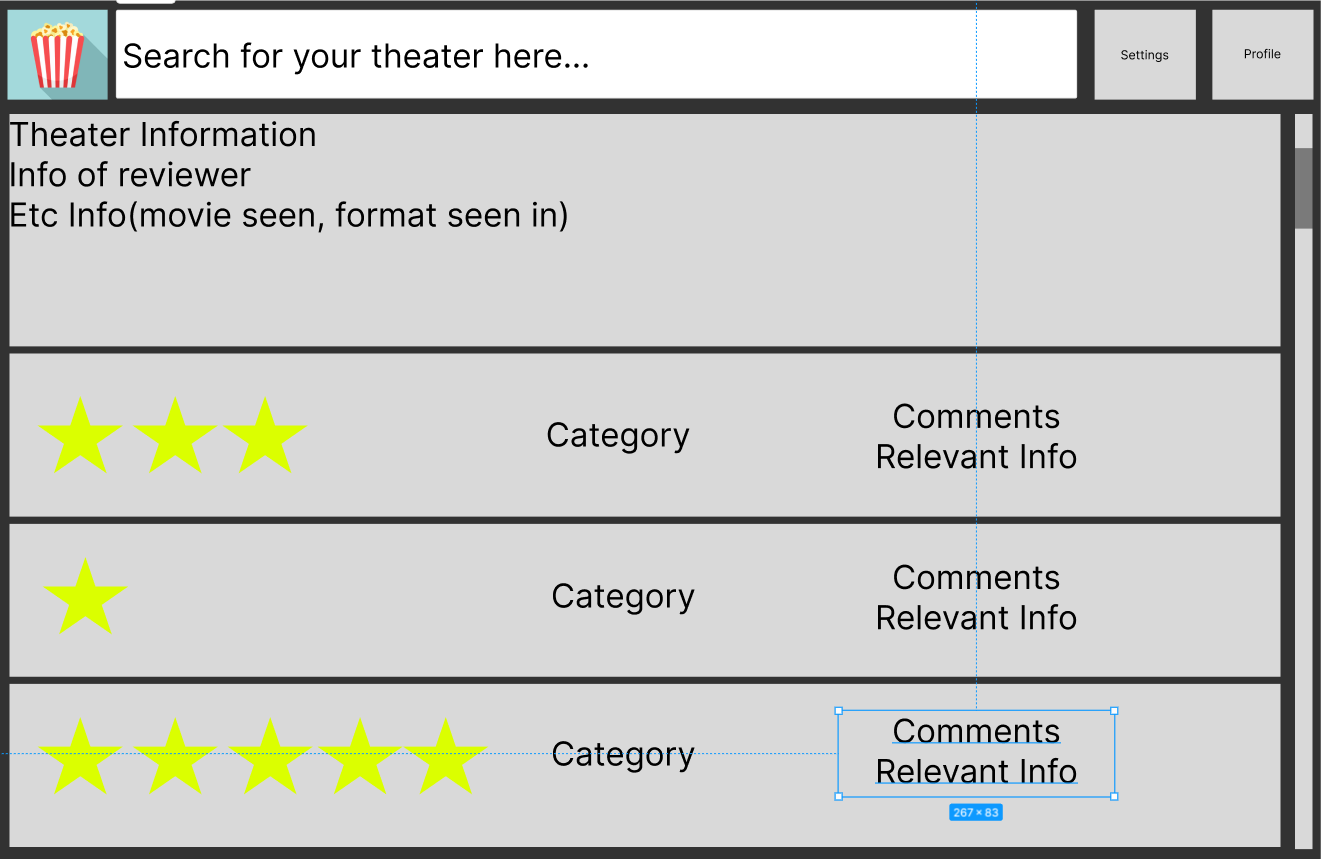 Search for your theater here...
Settings
Profile
Theater Information
Info of reviewer
Etc Info(movie seen, format seen in)
Category
Comments
Relevant Info
Category
Comments
Relevant Info
Category
Comments
Relevant Info
267 × 83